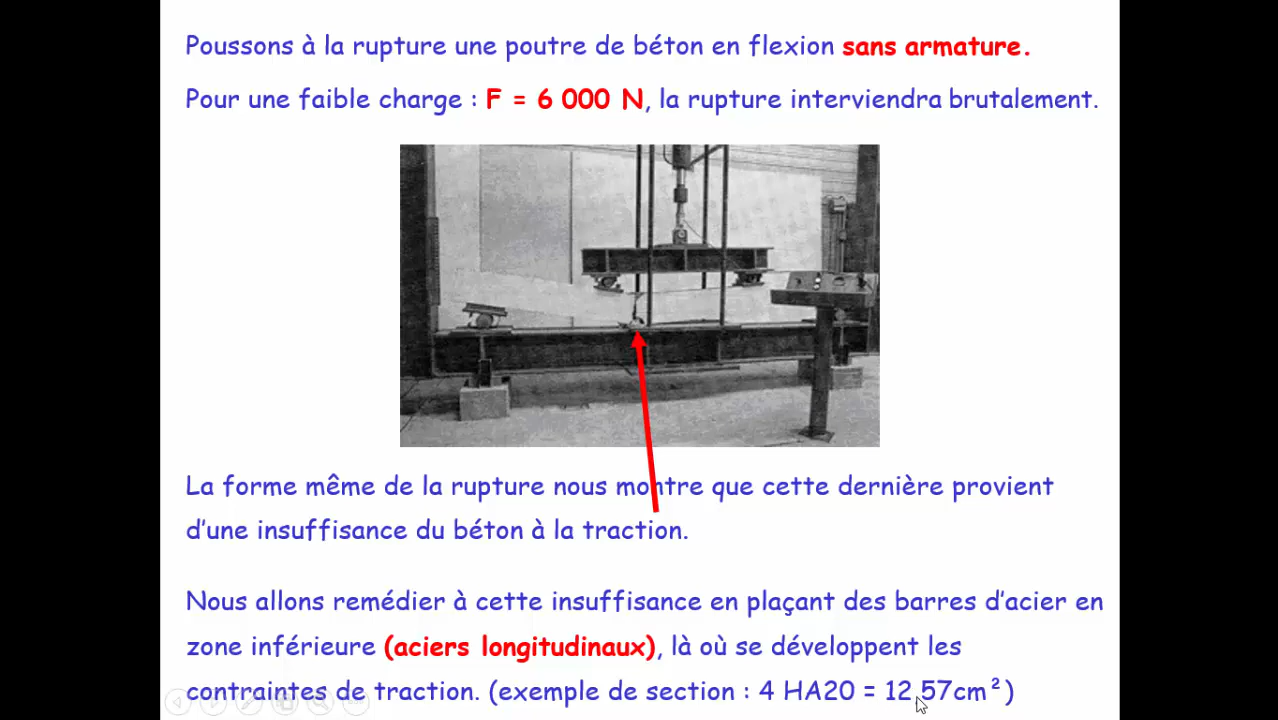 Poussons à la rupture une poutre de béton en flexion sans armature.
Pour une faible charge : F = 6 000 N, la rupture interviendra brutalement.
La forme même de la rupture nous montre que cette dernière provient
d'une insuffisance du béton à la traction.
Nous allons remédier à cette insuffisance en plaçant des barres d'acier en
zone inférieure (aciers longitudinaux), là où se développent les
contraintes de traction. (exemple de section : 4 HA20 = 12,57cm²)